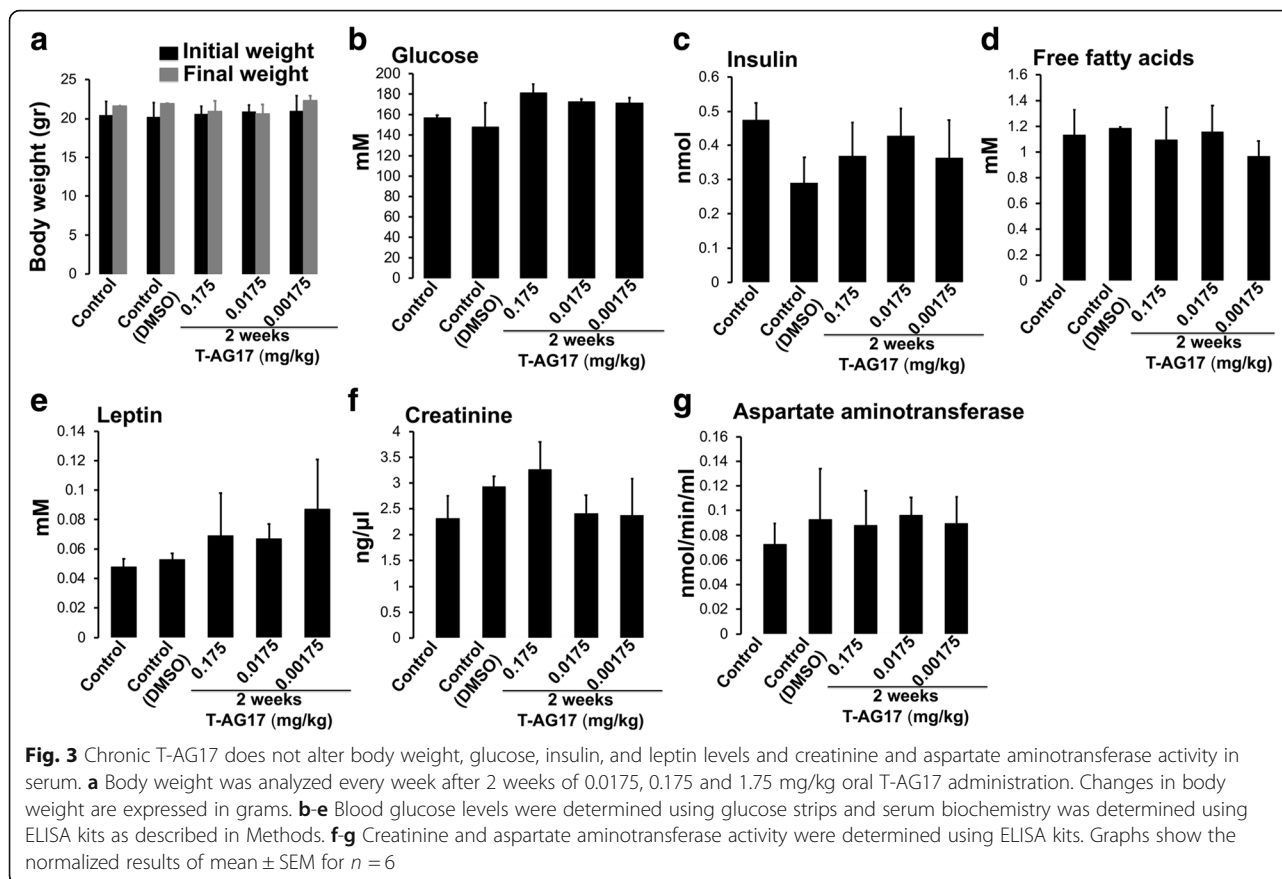 a
Initial weight
Final weight
Body weight (gr)
25
20
15
10
5
0
Control
Control (DMSO)
0.175
0.0175
0.00175
2 weeks
T-AG17 (mg/kg)
b
Glucose
mM
180
160
140
120
100
80
60
40
20
0
Control
Control (DMSO)
0.175
0.0175
0.00175
2 weeks
T-AG17 (mg/kg)
c
Insulin
nmol
0.6
0.5
0.4
0.3
0.2
0.1
0
Control
Control (DMSO)
0.175
0.0175
0.00175
2 weeks
T-AG17 (mg/kg)
d
Free fatty acids
mM
1.4
1.2
1
0.8
0.6
0.4
0.2
0
Control
Control (DMSO)
0.175
0.0175
0.00175
2 weeks
T-AG17 (mg/kg)
e
Leptin
mM
0.14
0.12
0.1
0.08
0.06
0.04
0.02
0
Control
Control (DMSO)
0.175
0.0175
0.00175
2 weeks
T-AG17 (mg/kg)
f
Creatinine
ng/µl
4
3.5
3
2.5
2
1.5
1
0.5
0
Control
Control (DMSO)
0.175
0.0175
0.00175
2 weeks
T-AG17 (mg/kg)
g
Aspartate aminotransferase
nmol/min/ml
0.16
0.14
0.12
0.1
0.08
0.06
0.04
0.02
0
Control
Control (DMSO)
0.175
0.0175
0.00175
2 weeks
T-AG17 (mg/kg)
Fig. 3 Chronic T-AG17 does not alter body weight, glucose, insulin, and leptin levels and creatinine and aspartate aminotransferase activity in
serum. a Body weight was analyzed every week after 2 weeks of 0.0175, 0.175 and 1.75 mg/kg oral T-AG17 administration. Changes in body
weight are expressed in grams. b-e Blood glucose levels were determined using glucose strips and serum biochemistry was determined using
ELISA kits as described in Methods. f-g Creatinine and aspartate aminotransferase activity were determined using ELISA kits. Graphs show the
normalized results of mean ± SEM for n = 6